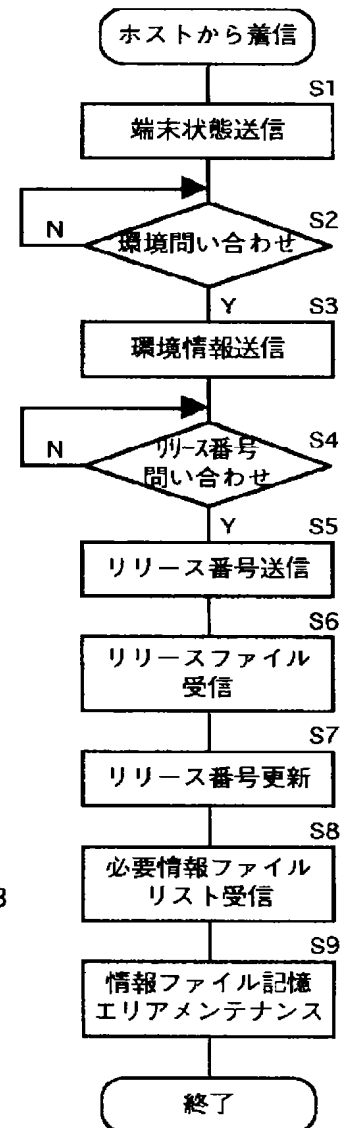 ホストから着信
S1
端末状態送信
S2
N
環境問い合わせ
Y
S3
環境情報送信
S4
N
リリース番号
問い合わせ
Y
S5
リリース番号送信
S6
リリースファイル
受信
S7
リリース番号更新
S8
必要情報ファイル
リスト受信
3
S9
情報ファイル記憶
エリアメンテナンス
終了